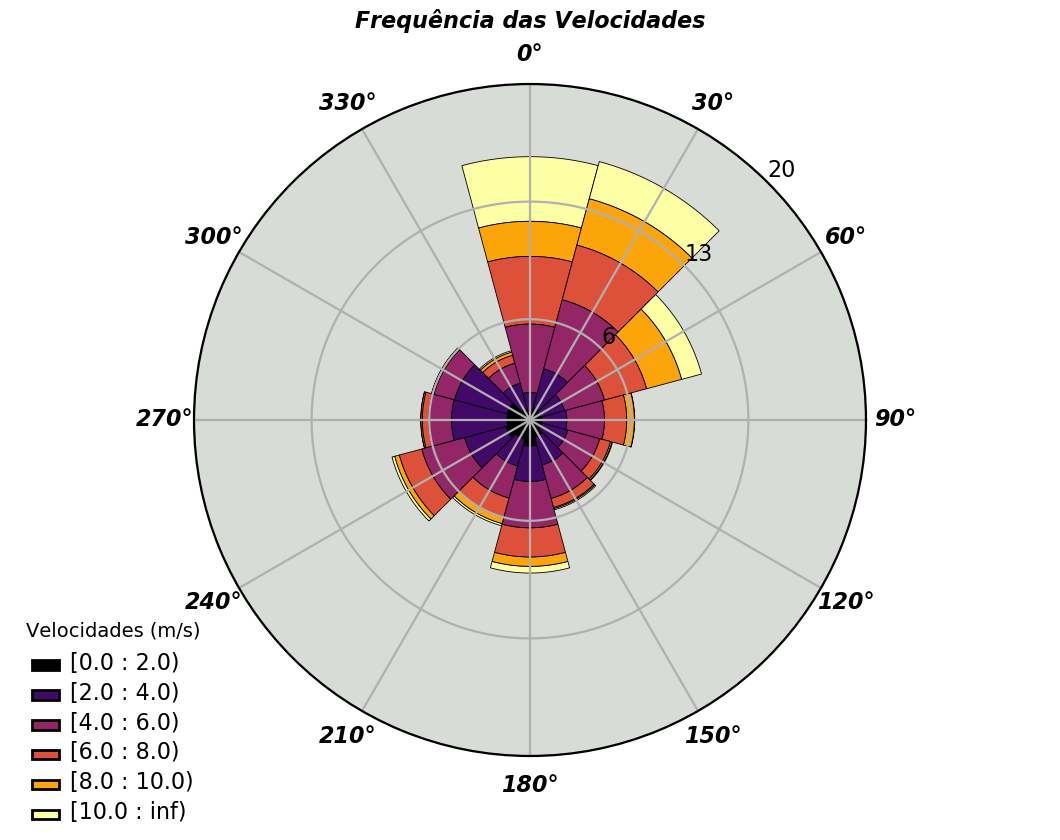 Frequência das Velocidades
0°
330°
30°
20
300°
60°
13
6
270°
90°
240°
120°
Velocidades (m/s)
[0.0 : 2.0)
[2.0 : 4.0)
[4.0 : 6.0)
210°
150°
[6.0 : 8.0)
[8.0 : 10.0)
180°
[10.0 : inf)